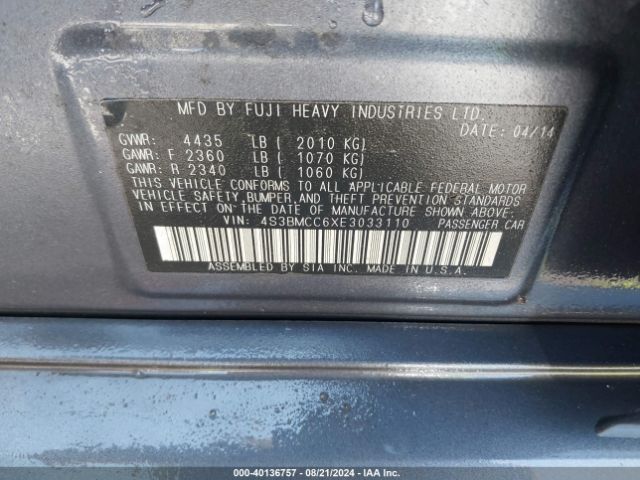 MFD BY FUJI HEAVY INDUSTRIES LTD.
DATE: 04/14
GVWR: 4435 LB ( 2010 KG)
GAWR: F 2360 LB ( 1070 KG)
GAWR: R 2340 LB ( 1060 KG)
THIS VEHICLE CONFORMS TO ALL APPLICABLE FEDERAL MOTOR
VEHICLE SAFETY, BUMPER, AND THEFT PREVENTION STANDARDS
IN EFFECT ON THE DATE OF MANUFACTURE SHOWN ABOVE.
VIN: 4S3BMCC6XE3033110 PASSENGER CAR
ASSEMBLED BY SIA INC. MADE IN U.S.A.
000-40136757 - 08/21/2024 - IAA Inc.